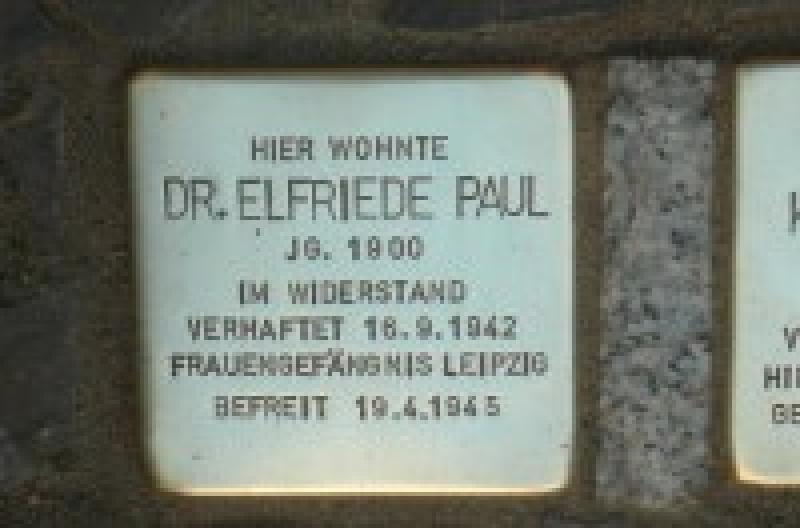 HIER WOHNTE
DR. ELFRIEDE PAUL
JG. 1900
IM WIDERSTAND
VERHAFTET 16.9.1942
FRAUENGEFÄNGNIS LEIPZIG
BEFREIT 19.4.1945